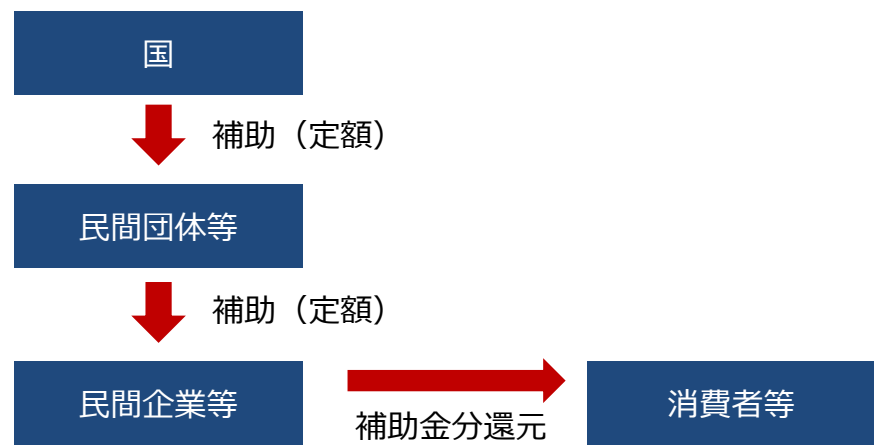 国
補助（定額）
民間団体等
補助（定額）
民間企業等
補助金分還元
消費者等